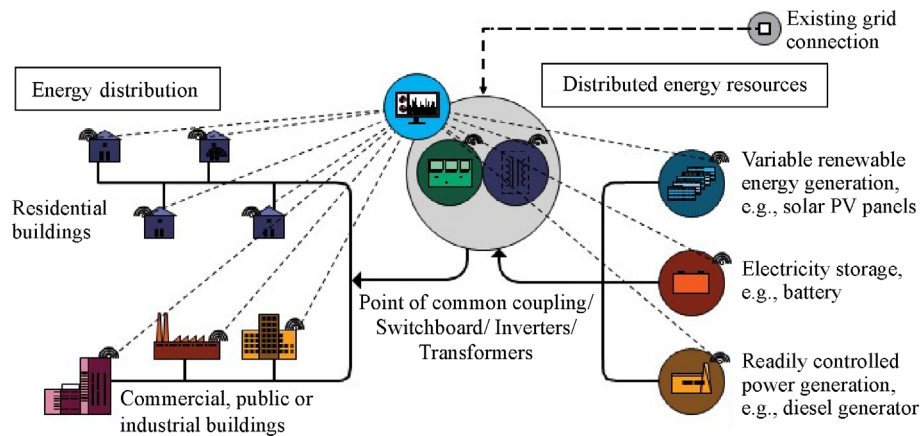 Existing grid
connection
Energy distribution
Distributed energy resources
Residential
buildings
Variable renewable
energy generation,
e.g., solar PV panels
Electricity storage,
e.g., battery
Point of common coupling/
Switchboard/ Inverters/
Transformers
Readily controlled
power generation,
e.g., diesel generator
Commercial, public or
industrial buildings